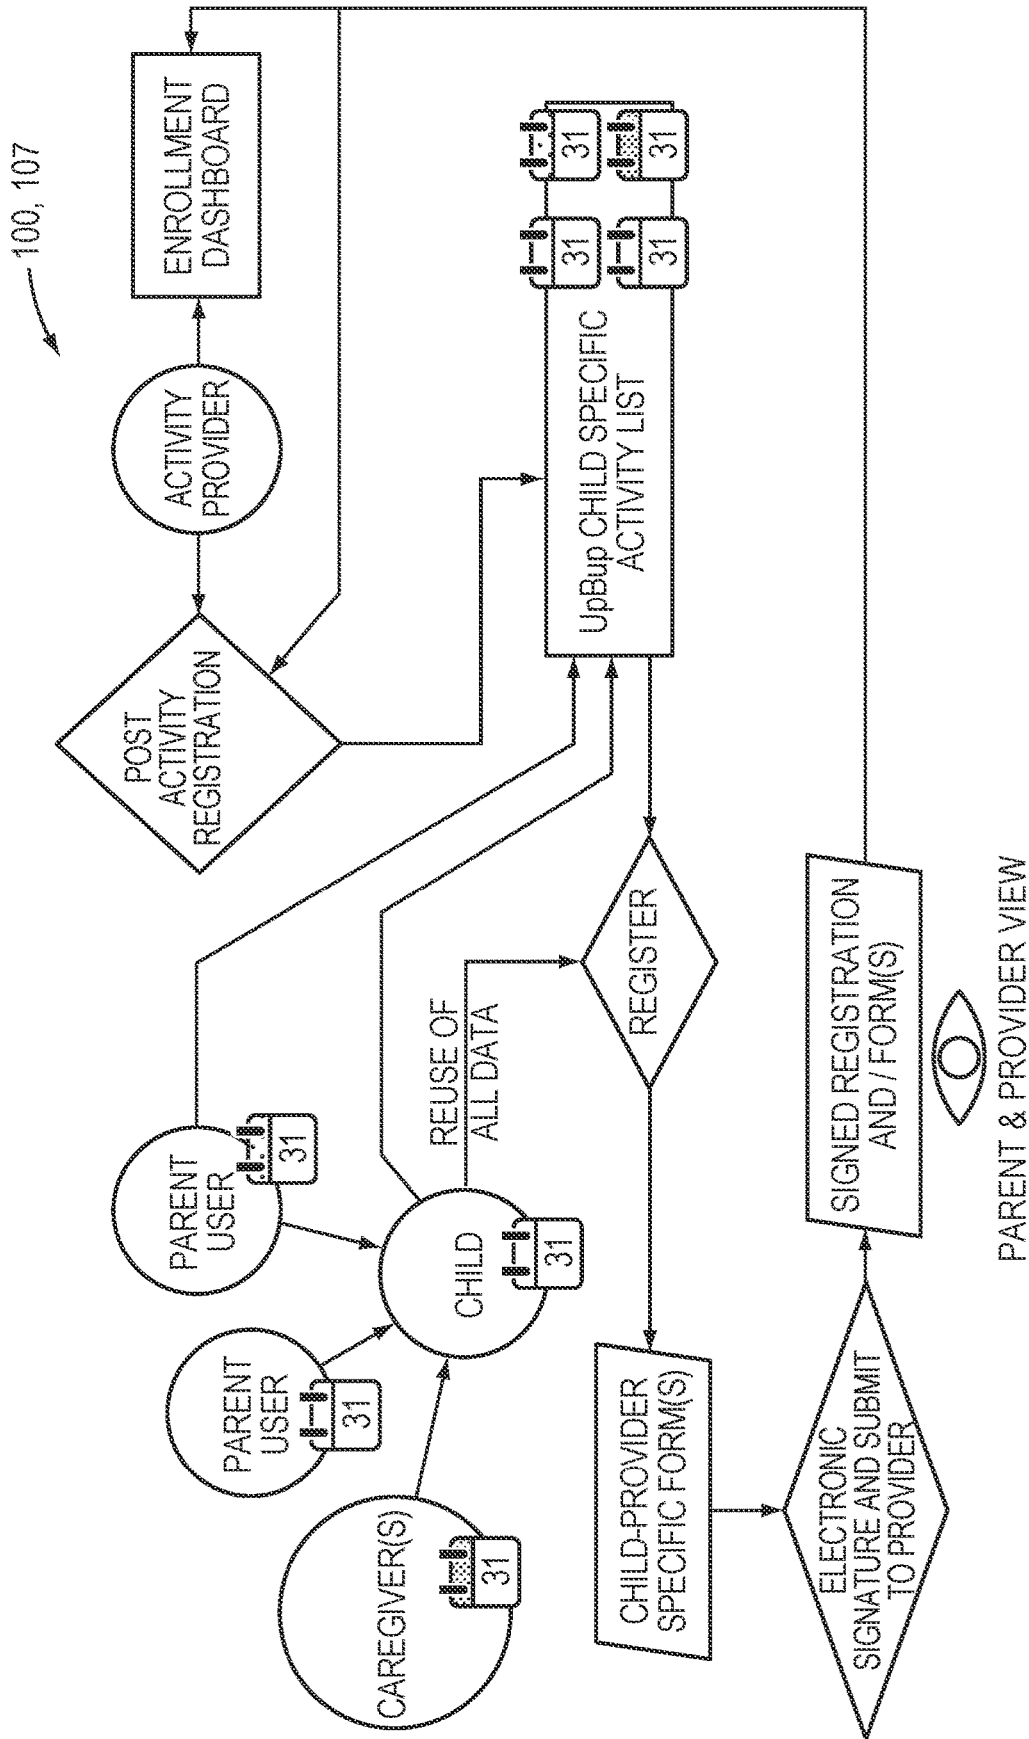 100, 107
CAREGIVER(S)
31
PARENT
USER
31
PARENT
USER
31
CHILD
31
REUSE OF
ALL DATA
POST
ACTIVITY
REGISTRATION
ACTIVITY
PROVIDER
ENROLLMENT
DASHBOARD
UpBup CHILD SPECIFIC
ACTIVITY LIST
31
31
31
31
REGISTER
CHILD-PROVIDER
SPECIFIC FORM(S)
ELECTRONIC
SIGNATURE AND SUBMIT
TO PROVIDER
SIGNED REGISTRATION
AND / FORM(S)
PARENT & PROVIDER VIEW